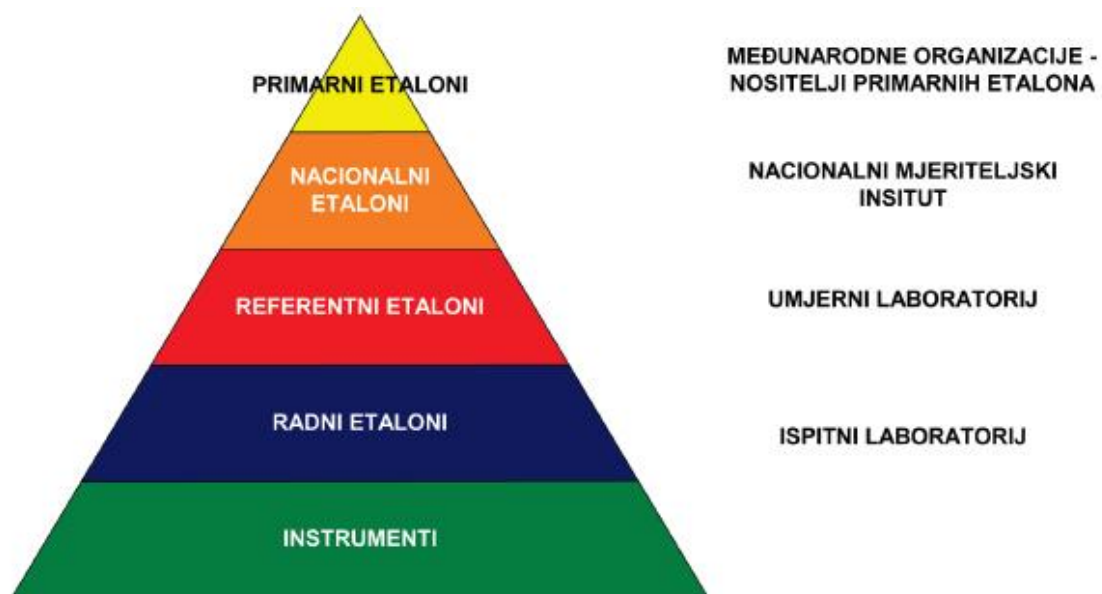 PRIMARNI ETALONI
MEĐUNARODNE ORGANIZACIJE -
NOSITELJI PRIMARNIH ETALONA
NACIONALNI
ETALONI
NACIONALNI MJERITELJSKI
INSITUT
REFERENTNI ETALONI
UMJERNI LABORATORIJ
RADNI ETALONI
ISPITNI LABORATORIJ
INSTRUMENTI